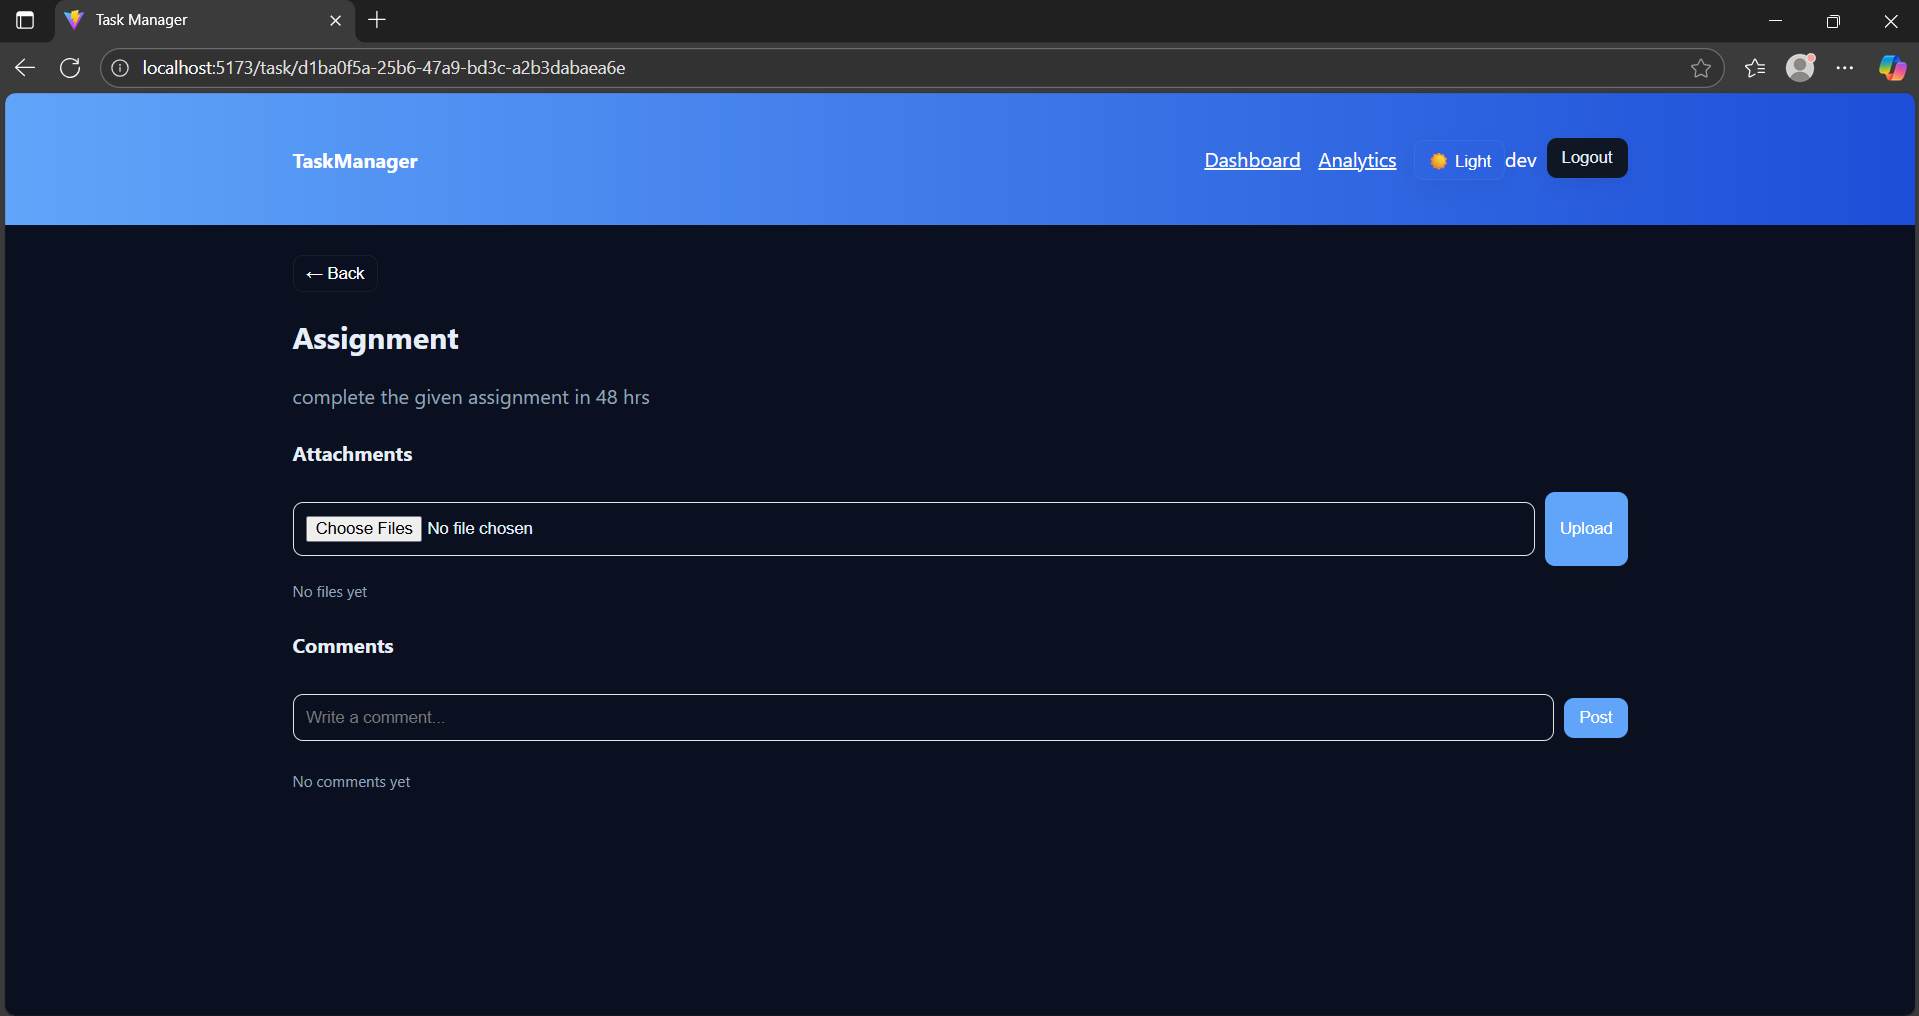 Task Manager
localhost:5173/task/d1ba0f5a-25b6-47a9-bd3c-a2b3dabaea6e
TaskManager
Dashboard Analytics Light dev Logout
← Back
Assignment
complete the given assignment in 48 hrs
Attachments
Choose Files No file chosen
Upload
No files yet
Comments
Write a comment...
Post
No comments yet